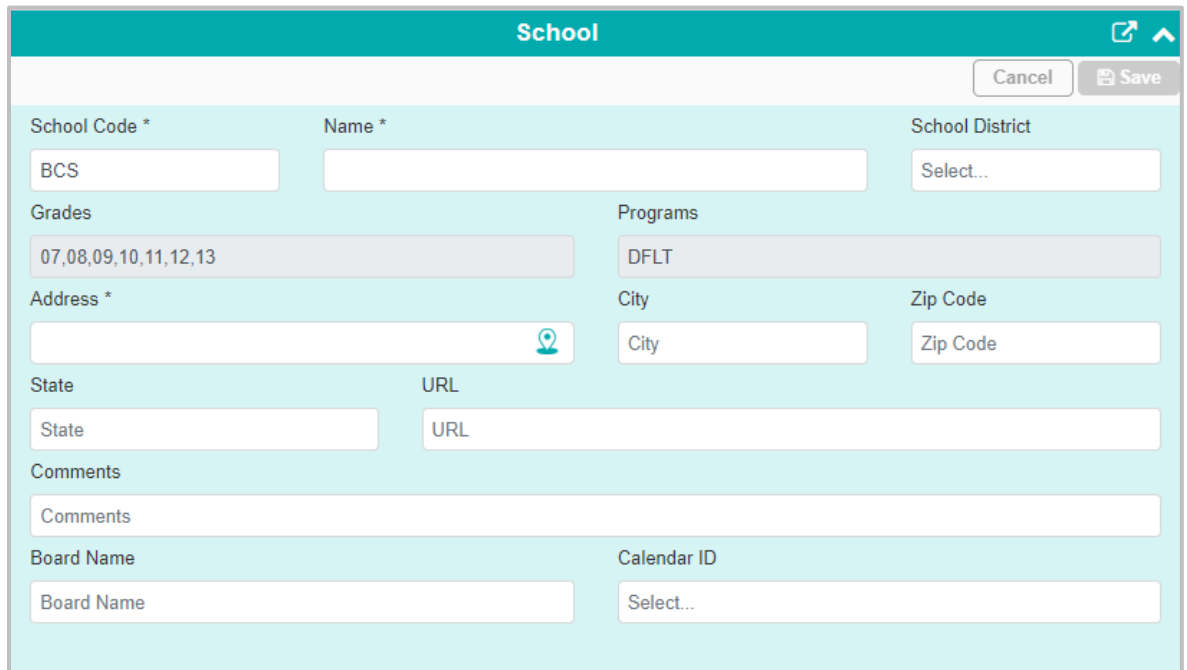 School
Cancel Save
School Code * Name * School District
BCS Select...
Grades Programs
07,08,09,10,11,12,13 DFLT
Address * City Zip Code
City Zip Code
State URL
State URL
Comments
Comments
Board Name Calendar ID
Board Name Select...